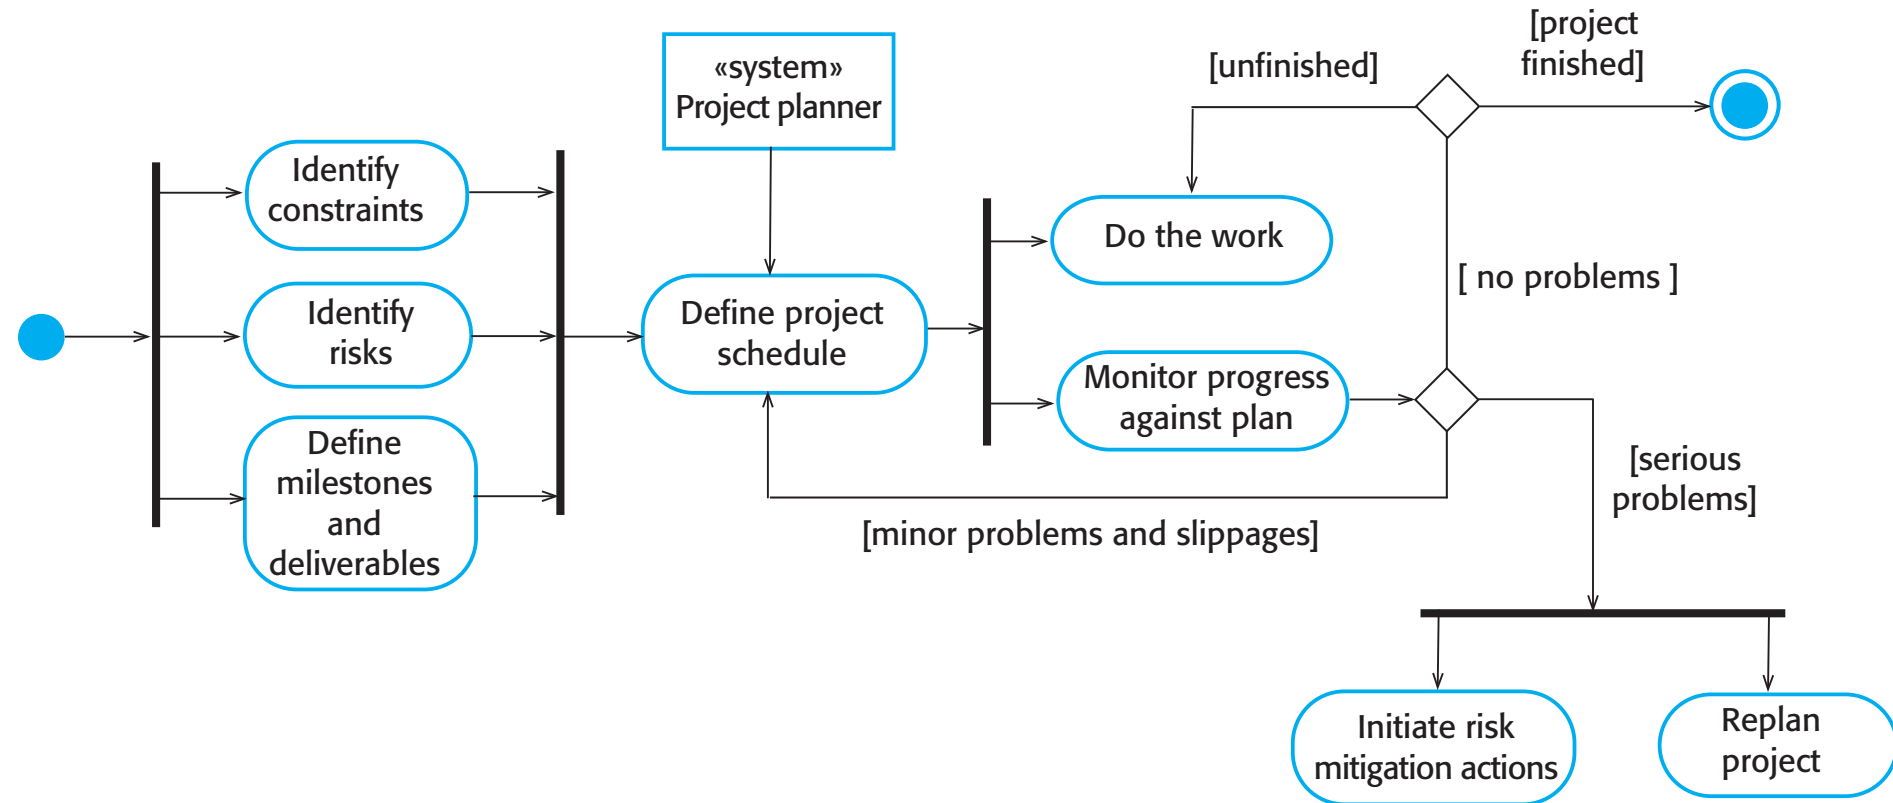 [project
finished]
[unfinished]
«system»
Project planner
Identify
constraints
Do the work
[ no problems ]
Identify
risks
Define project
schedule
Monitor progress
against plan
Define
milestones
and
deliverables
[serious
problems]
[minor problems and slippages]
Initiate risk
mitigation actions
Replan
project